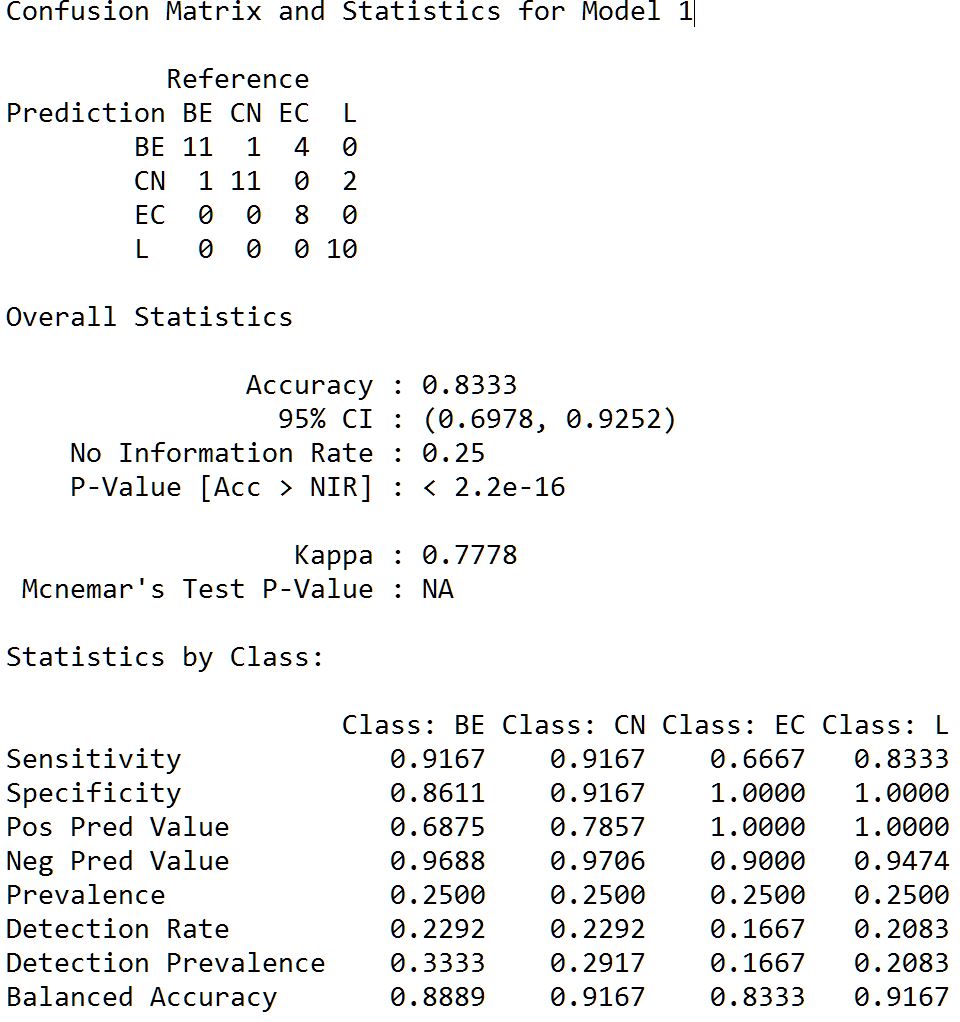 Confusion Matrix and Statistics for Model 1
Reference
Prediction BE CN EC L
BE 11 1 4 0
CN 1 11 0 2
EC 0 0 8 0
L 0 0 0 10
Overall Statistics
Accuracy : 0.8333
95% CI : (0.6978, 0.9252)
No Information Rate : 0.25
P-Value [Acc > NIR] : < 2.2e-16
Kappa : 0.7778
Mcnemar's Test P-Value : NA
Statistics by Class:
Class: BE Class: CN Class: EC Class: L
Sensitivity 0.9167 0.9167 0.6667 0.8333
Specificity 0.8611 0.9167 1.0000 1.0000
Pos Pred Value 0.6875 0.7857 1.0000 1.0000
Neg Pred Value 0.9688 0.9706 0.9000 0.9474
Prevalence 0.2500 0.2500 0.2500 0.2500
Detection Rate 0.2292 0.2292 0.1667 0.2083
Detection Prevalence 0.3333 0.2917 0.1667 0.2083
Balanced Accuracy 0.8889 0.9167 0.8333 0.9167